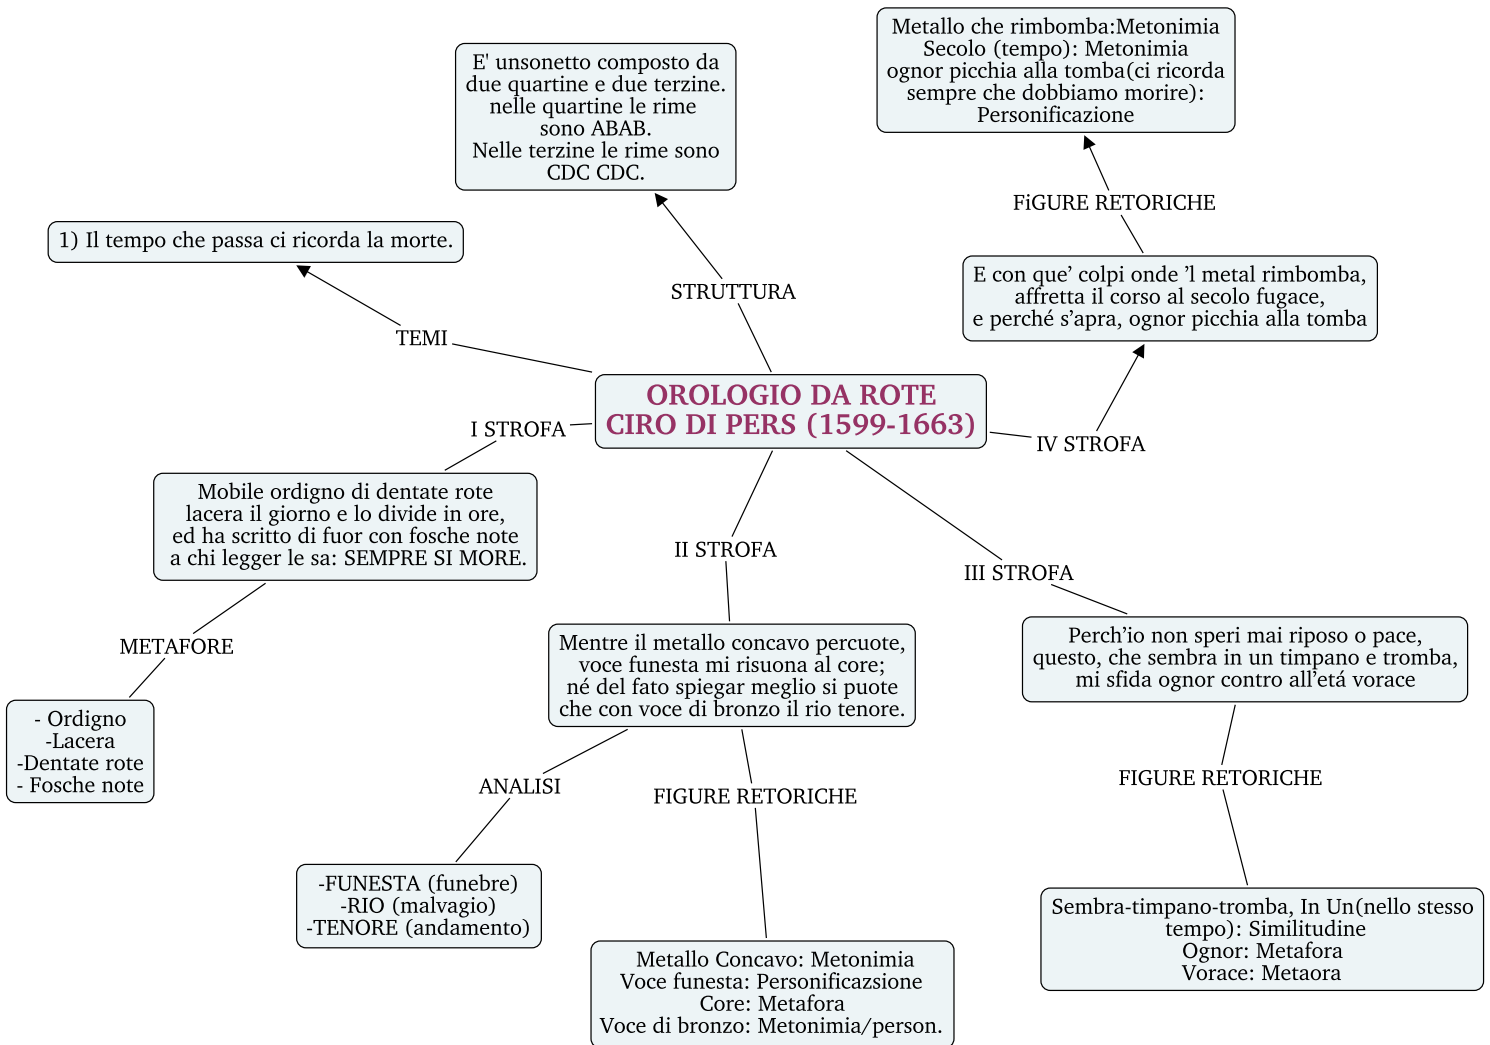 Metallo che rimbomba:Metonimia
Secolo (tempo): Metonimia
ognor picchia alla tomba(ci ricorda
sempre che dobbiamo morire):
Personificazione
E' unsonetto composto da
due quartine e due terzine.
nelle quartine le rime
sono ABAB.
Nelle terzine le rime sono
CDC CDC.
FiGURE RETORICHE
1) Il tempo che passa ci ricorda la morte.
E con que’ colpi onde ’l metal rimbomba,
affretta il corso al secolo fugace,
e perché s’apra, ognor picchia alla tomba
STRUTTURA
TEMI
OROLOGIO DA ROTE
CIRO DI PERS (1599-1663)
I STROFA
IV STROFA
Mobile ordigno di dentate rote
lacera il giorno e lo divide in ore,
ed ha scritto di fuor con fosche note
a chi legger le sa: SEMPRE SI MORE.
II STROFA
III STROFA
METAFORE
Mentre il metallo concavo percuote,
voce funesta mi risuona al core;
né del fato spiegar meglio si puote
che con voce di bronzo il rio tenore.
Perch’io non speri mai riposo o pace,
questo, che sembra in un timpano e tromba,
mi sfida ognor contro all’etá vorace
- Ordigno
-Lacera
-Dentate rote
- Fosche note
ANALISI
FIGURE RETORICHE
FIGURE RETORICHE
-FUNESTA (funebre)
-RIO (malvagio)
-TENORE (andamento)
Metallo Concavo: Metonimia
Voce funesta: Personificazsione
Core: Metafora
Voce di bronzo: Metonimia/person.
Sembra-timpano-tromba, In Un(nello stesso
tempo): Similitudine
Ognor: Metafora
Vorace: Metaora